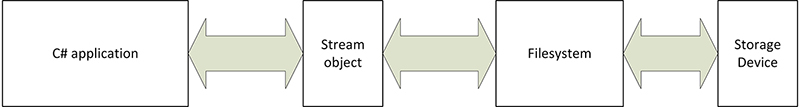 C# application
Stream
object
Filesystem
Storage
Device